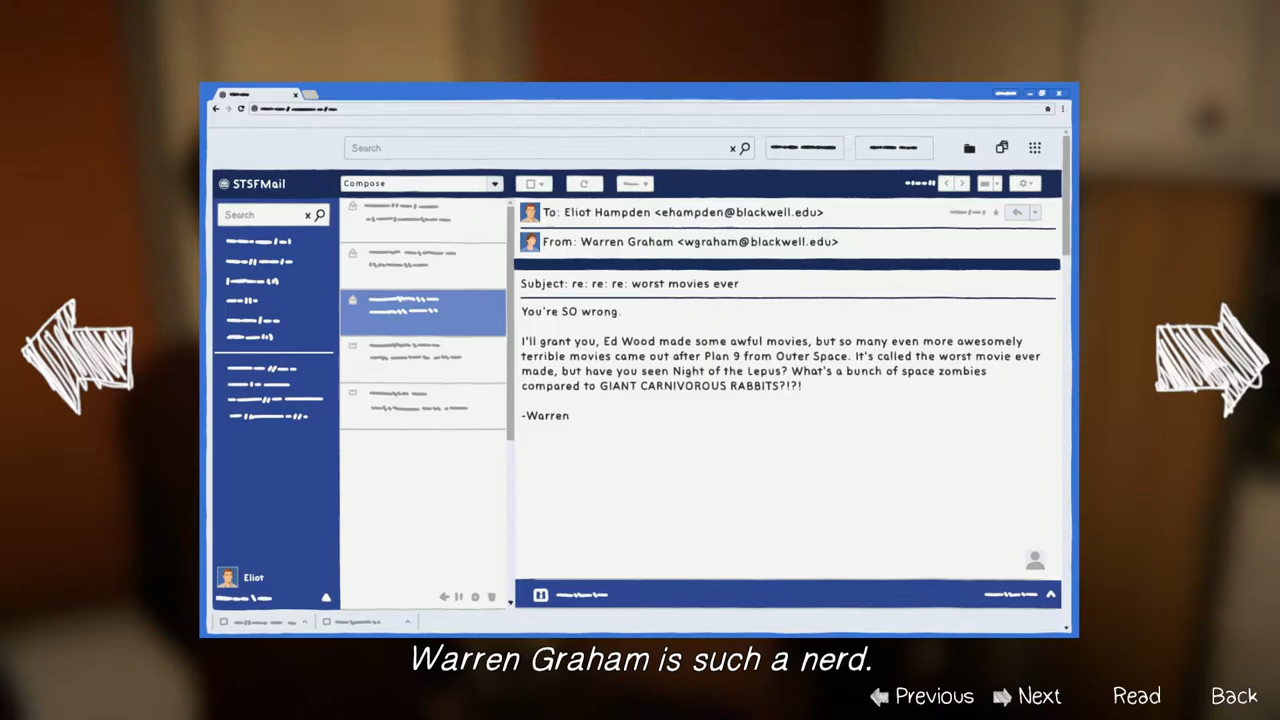 Search
STSFMail
Compose
Search
To: Eliot Hampden <ehampden@blackwell.edu>
From: Warren Graham <wgraham@blackwell.edu>
Subject: re: re: re: worst movies ever
You're SO wrong.
I'll grant you, Ed Wood made some awful movies, but so many even more awesomely
terrible movies came out after Plan 9 from Outer Space. It's called the worst movie ever
made, but have you seen Night of the Lepus? What's a bunch of space zombies
compared to GIANT CARNIVOROUS RABBITS?!?!
-Warren
Eliot
Warren Graham is such a nerd.
Previous Next Read Back